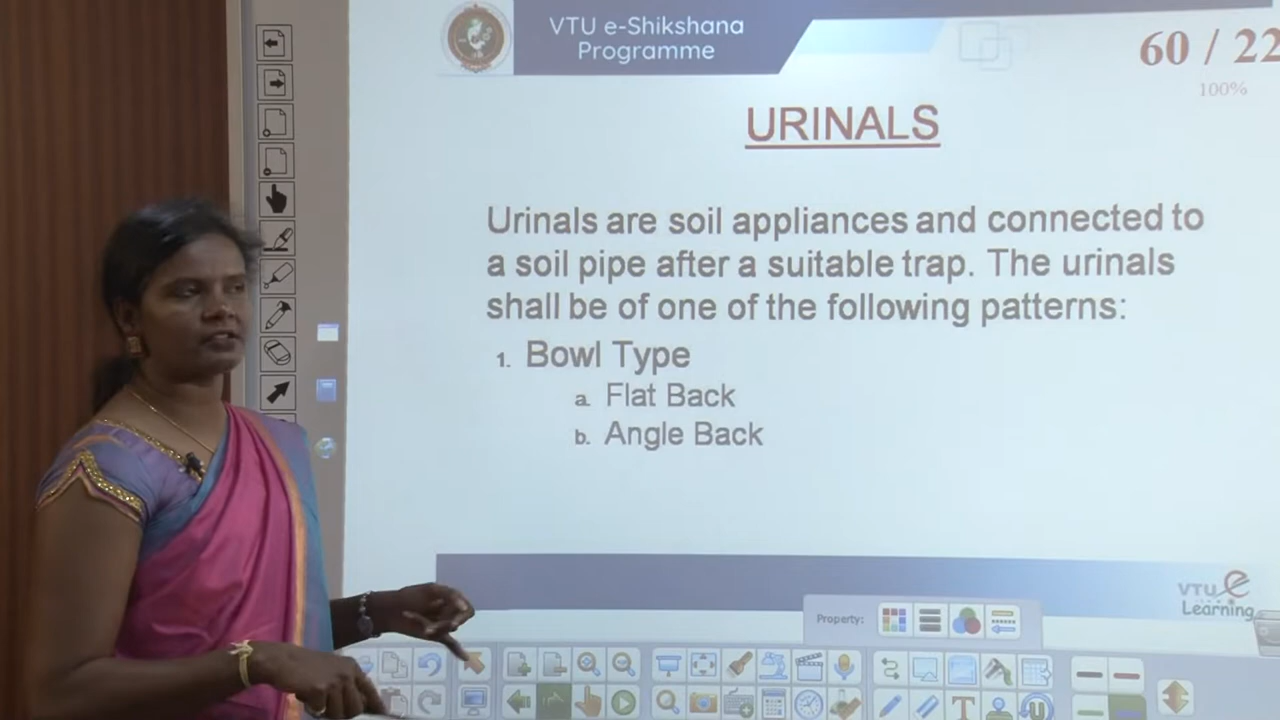 VTU e-Shikshana
Programme
60 / 22
100%
URINALS
Urinals are soil appliances and connected to
a soil pipe after a suitable trap. The urinals
shall be of one of the following patterns:
1. Bowl Type
a. Flat Back
b. Angle Back
VTU e
Learning
Property: